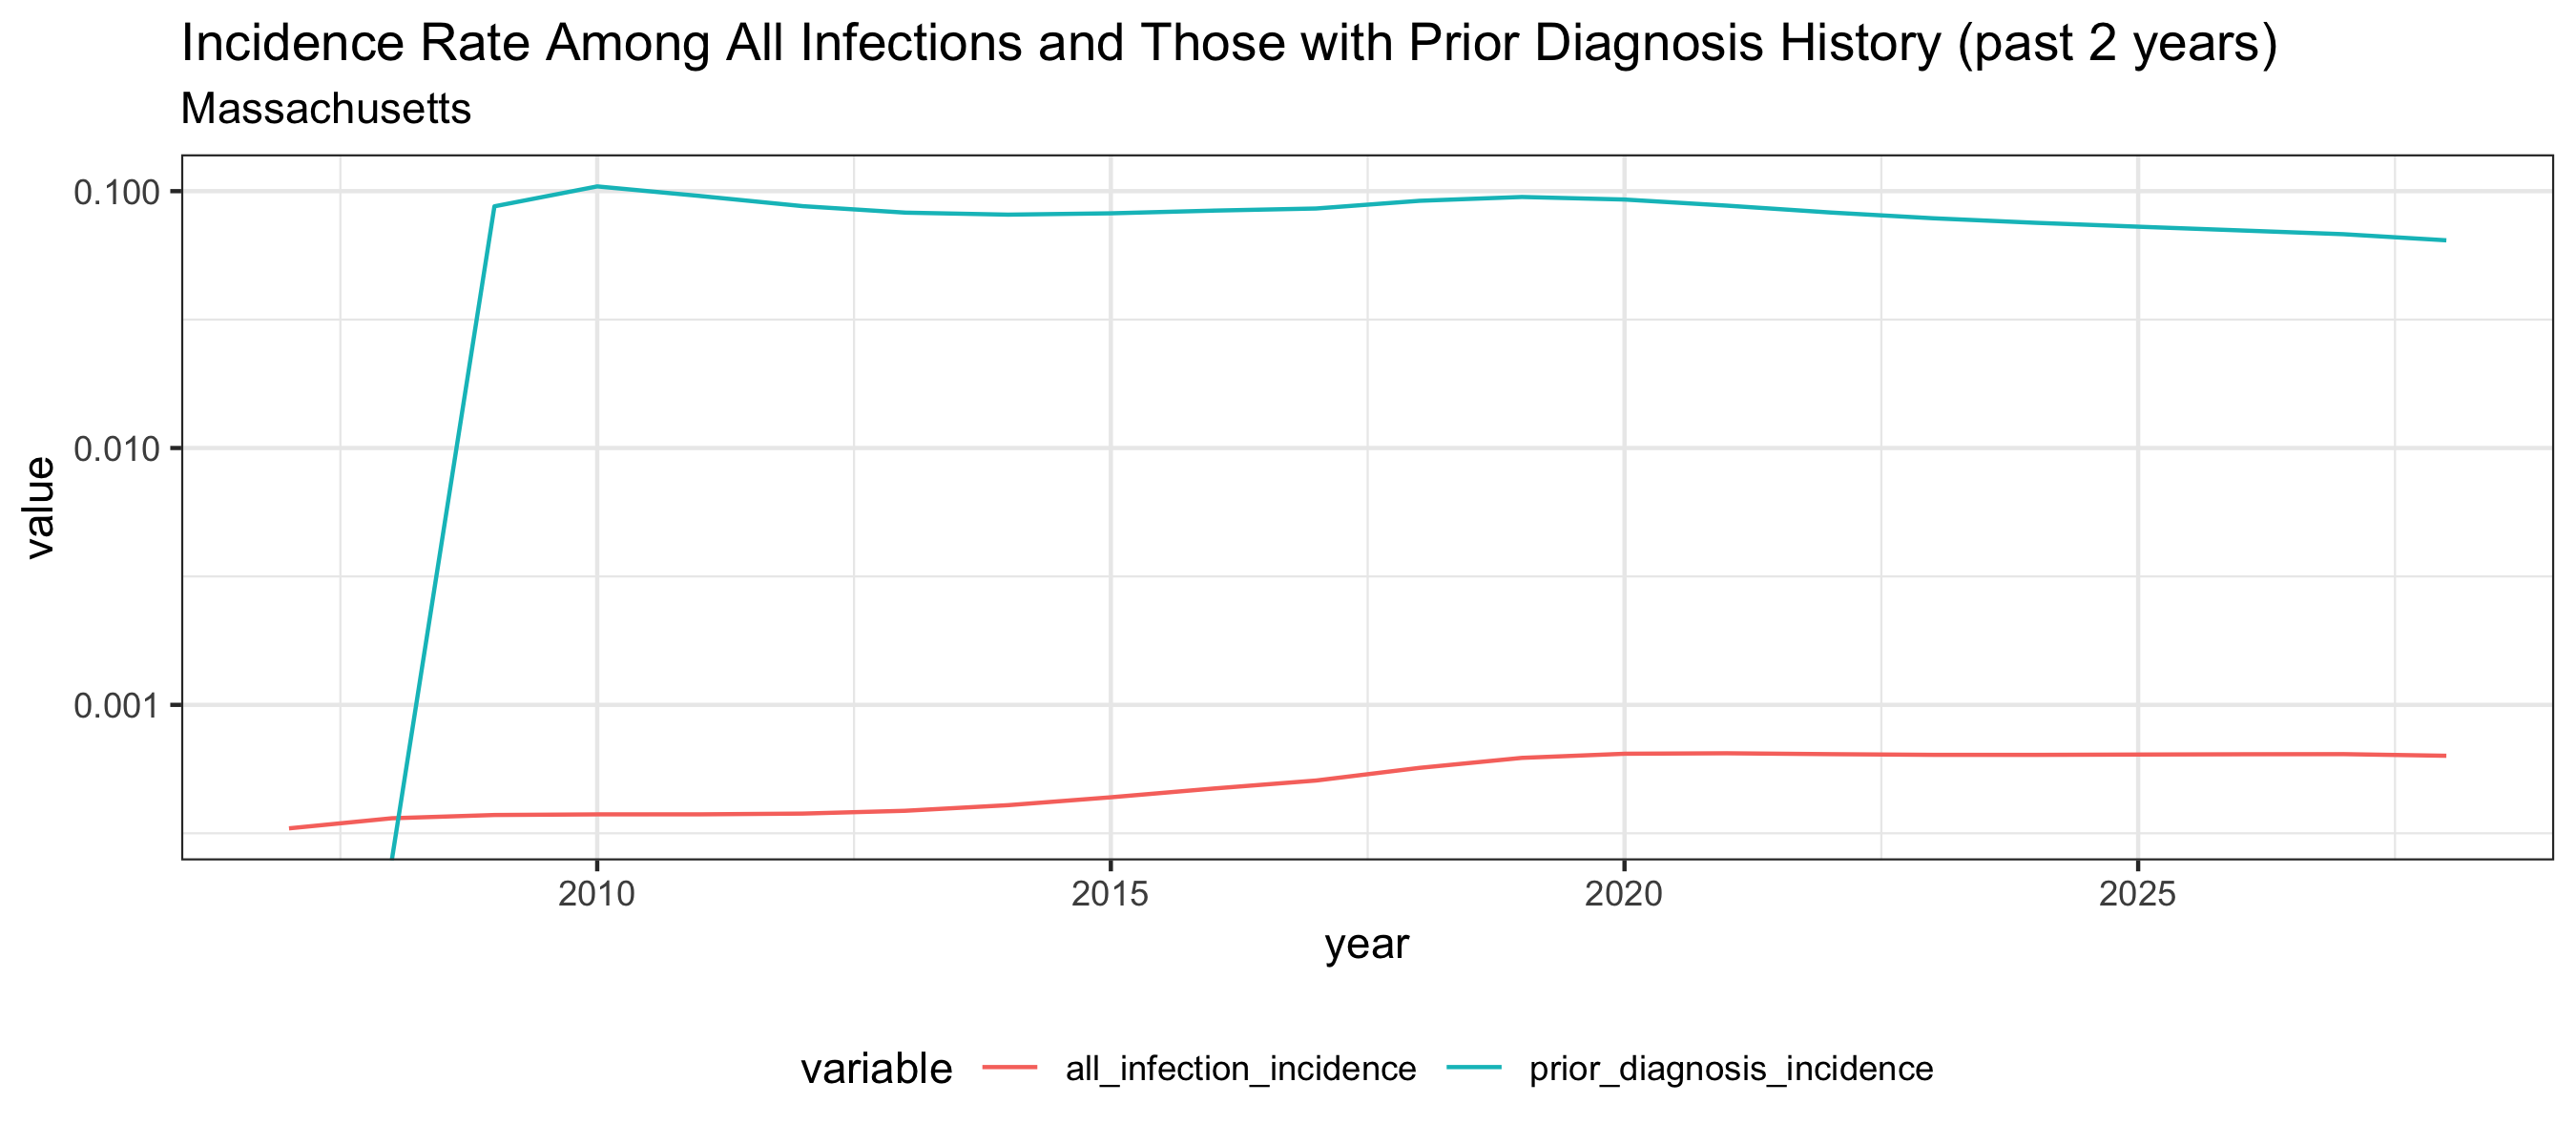 Incidence Rate Among All Infections and Those with Prior Diagnosis History (past 2 years)
Massachusetts
0.100
0.010
0.001
value
2010 2015 2020 2025
year
variable all_infection_incidence prior_diagnosis_incidence